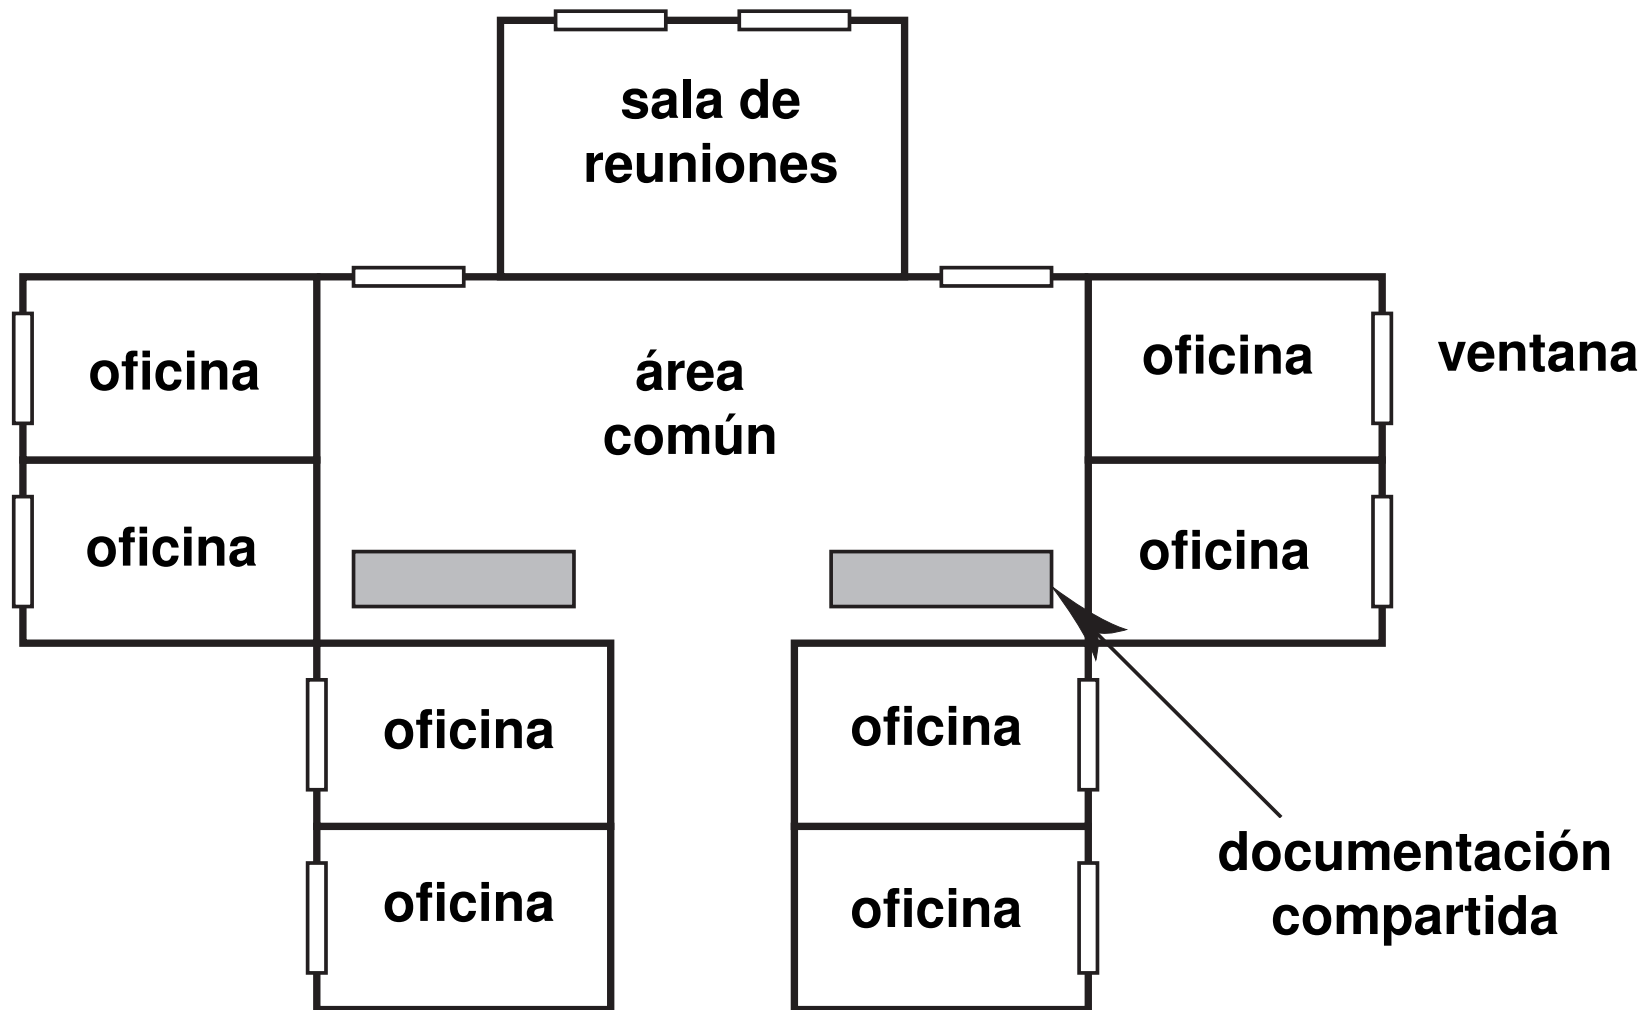 sala de
reuniones
oficina
área
común
oficina
ventana
oficina
oficina
oficina
oficina
oficina
oficina
documentación
compartida